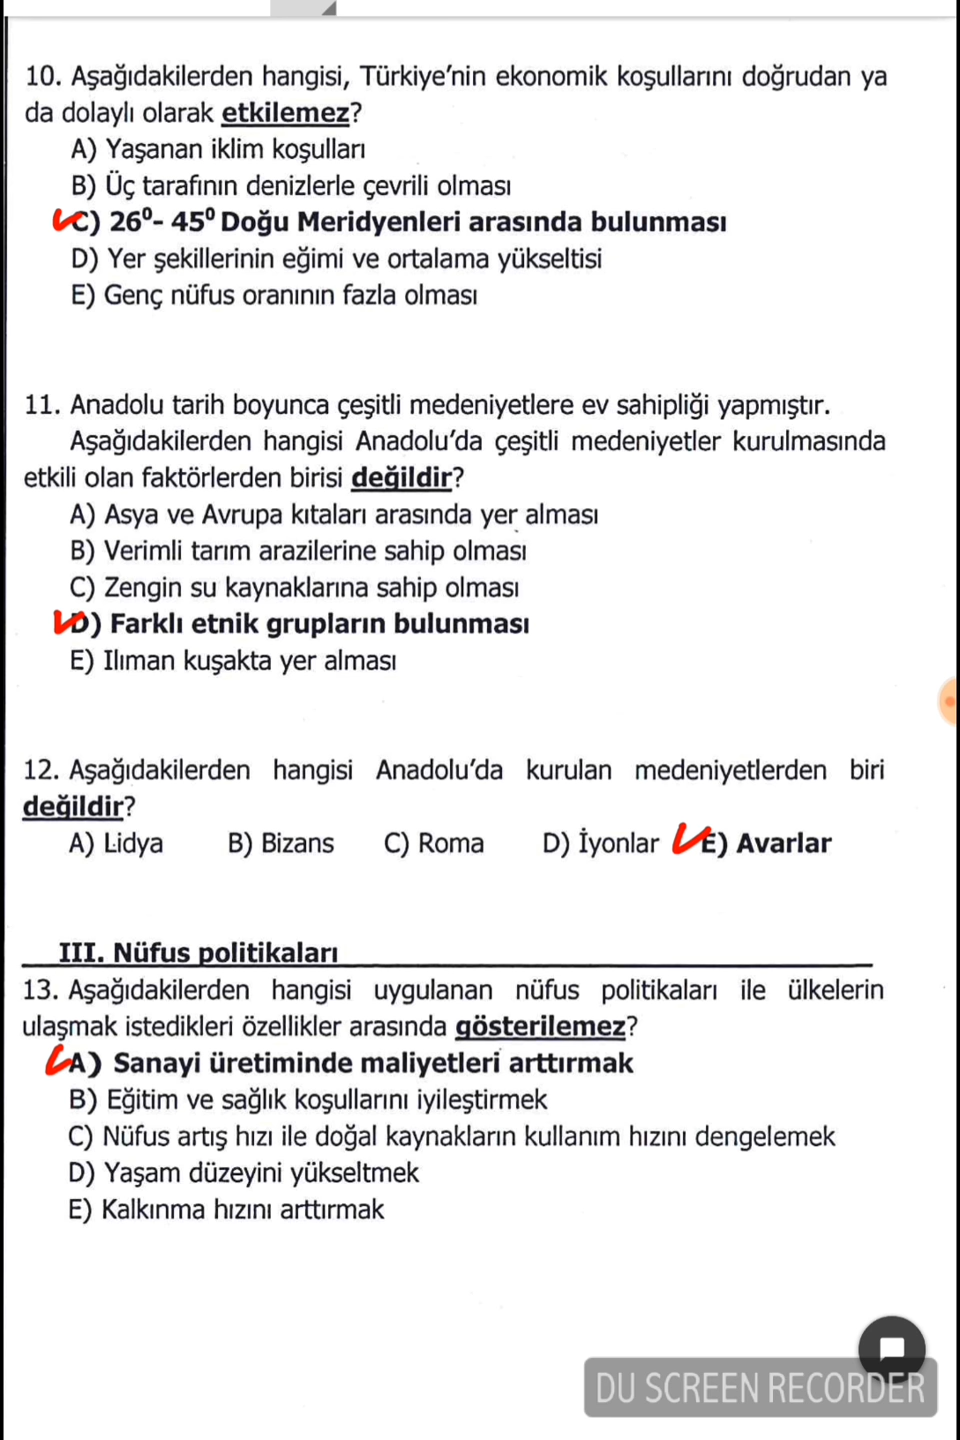 10. Aşağıdakilerden hangisi, Türkiye'nin ekonomik koşullarını doğrudan ya
da dolaylı olarak etkilemez?
A) Yaşanan iklim koşulları
B) Üç tarafının denizlerle çevrili olması
C) 26⁰- 45⁰ Doğu Meridyenleri arasında bulunması
D) Yer şekillerinin eğimi ve ortalama yükseltisi
E) Genç nüfus oranının fazla olması
11. Anadolu tarih boyunca çeşitli medeniyetlere ev sahipliği yapmıştır.
Aşağıdakilerden hangisi Anadolu'da çeşitli medeniyetler kurulmasında
etkili olan faktörlerden birisi değildir?
A) Asya ve Avrupa kıtaları arasında yer alması
B) Verimli tarım arazilerine sahip olması
C) Zengin su kaynaklarına sahip olması
D) Farklı etnik grupların bulunması
E) Ilıman kuşakta yer alması
12. Aşağıdakilerden hangisi Anadolu'da kurulan medeniyetlerden biri
değildir?
A) Lidya B) Bizans C) Roma D) İyonlar E) Avarlar
III. Nüfus politikaları
13. Aşağıdakilerden hangisi uygulanan nüfus politikaları ile ülkelerin
ulaşmak istedikleri özellikler arasında gösterilemez?
A) Sanayi üretiminde maliyetleri arttırmak
B) Eğitim ve sağlık koşullarını iyileştirmek
C) Nüfus artış hızı ile doğal kaynakların kullanım hızını dengelemek
D) Yaşam düzeyini yükseltmek
E) Kalkınma hızını arttırmak
DU SCREEN RECORDER